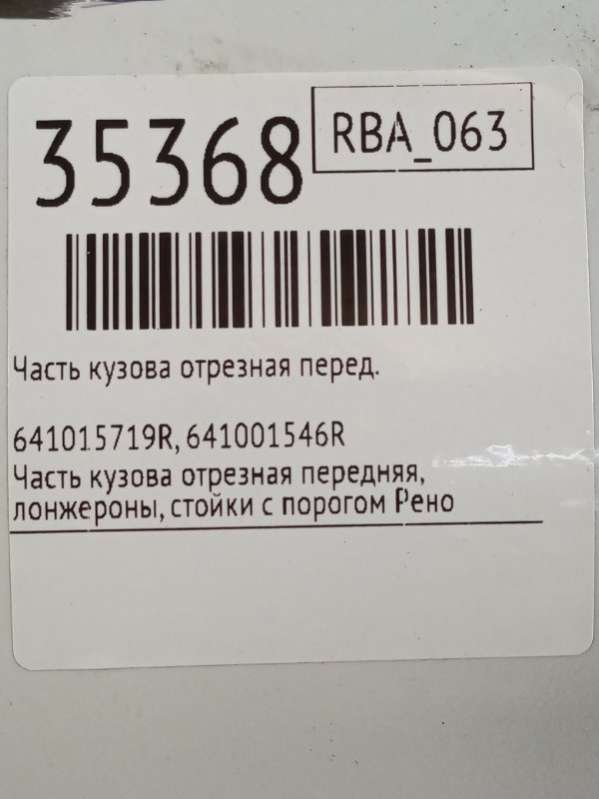 35368
RBA_063
Часть кузова отрезная перед.
641015719R, 641001546R
Часть кузова отрезная передняя,
лонжероны, стойки с порогом Рено